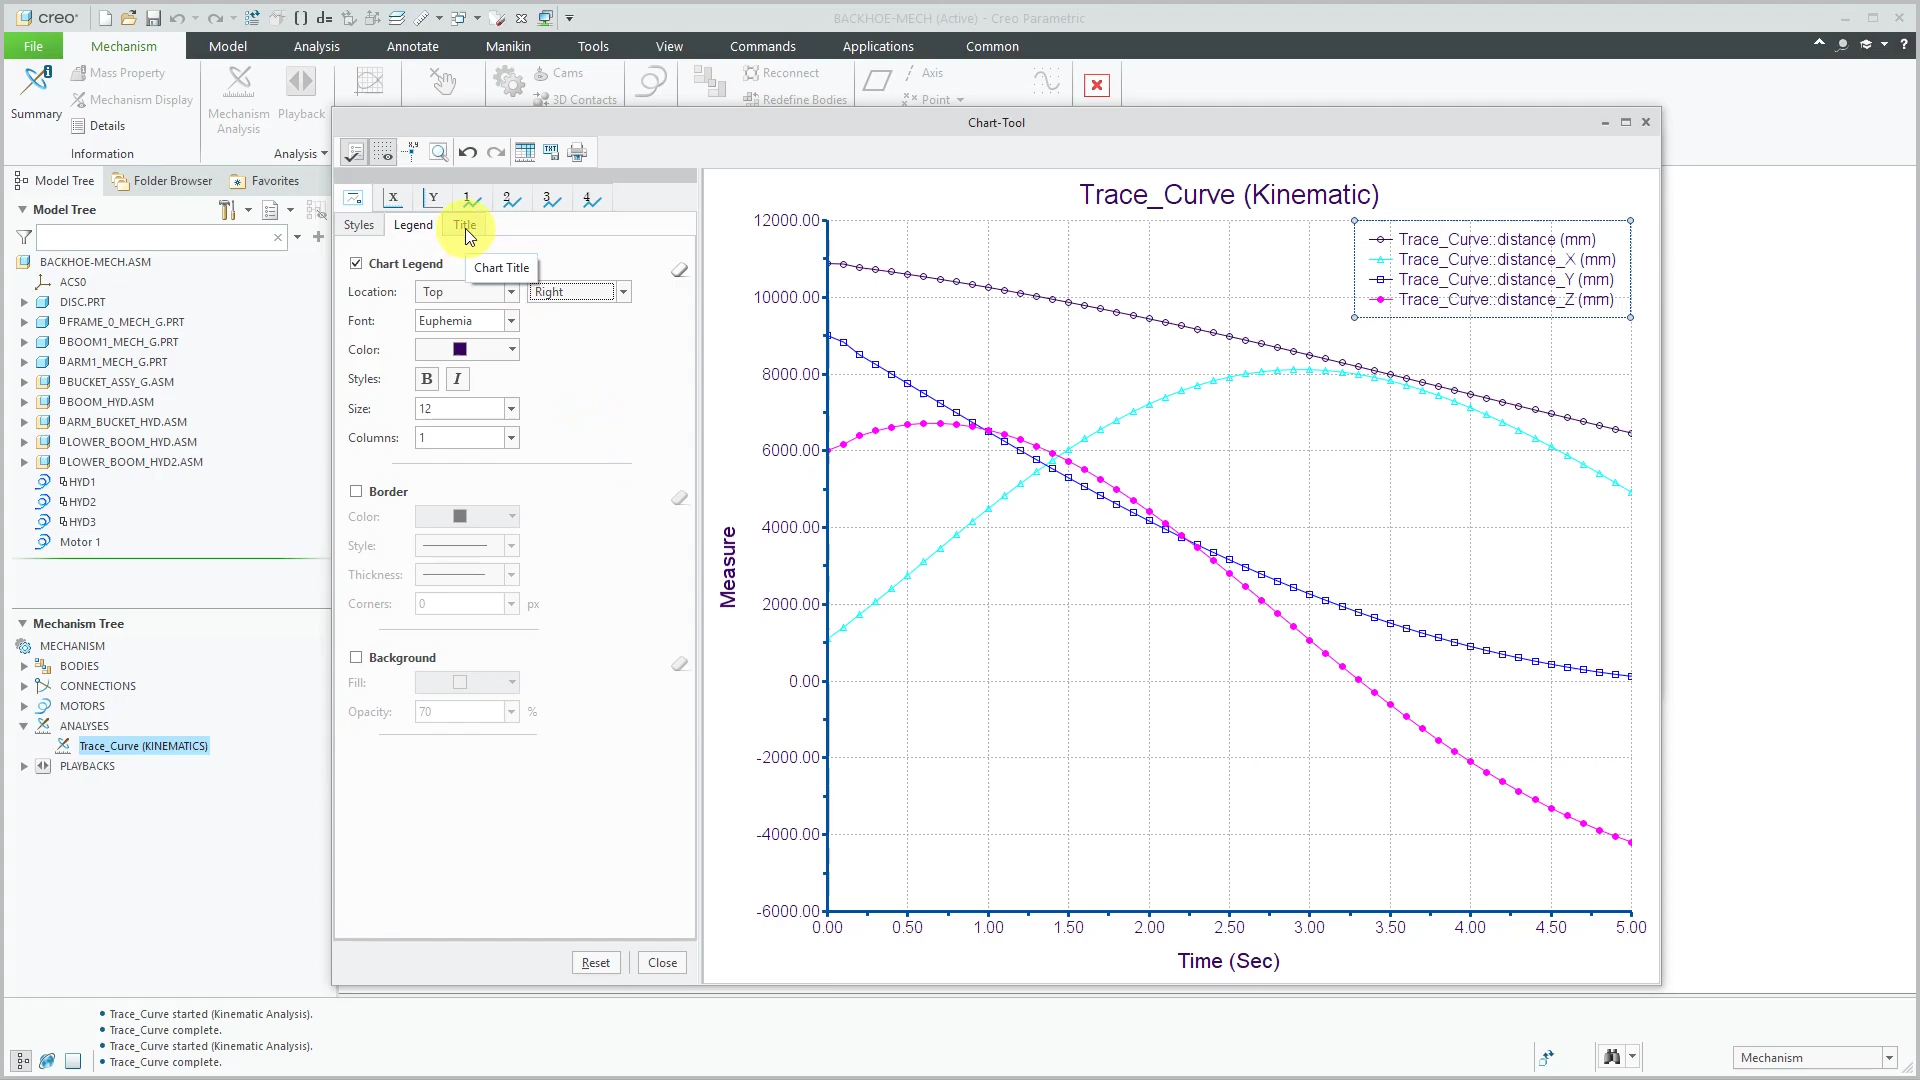 creo
d=
BACKHOE-MECH (Active) - Creo Parametric
File
Mechanism
Model
Analysis
Annotate
Manikin
Tools
View
Commands
Applications
Common
Summary
Mass Property
Mechanism Display
Details
Information
Mechanism Analysis
Playback
Analysis
Cams
3D Contacts
Reconnect
Redefine Bodies
Axis
Point
Chart-Tool
Model Tree
Folder Browser
Favorites
Model Tree
BACKHOE-MECH.ASM
ACS0
DISC.PRT
FRAME_0_MECH_G.PRT
BOOM1_MECH_G.PRT
ARM1_MECH_G.PRT
BUCKET_ASSY_G.ASM
BOOM_HYD.ASM
ARM_BUCKET_HYD.ASM
LOWER_BOOM_HYD.ASM
LOWER_BOOM_HYD2.ASM
HYD1
HYD2
HYD3
Motor 1
Mechanism Tree
MECHANISM
BODIES
CONNECTIONS
MOTORS
ANALYSES
Trace_Curve (KINEMATICS)
PLAYBACKS
X Y 1 2 3 4
Styles
Legend
Title
Chart Title
Chart Legend
Location: Top Right
Font: Euphemia
Color:
Styles: B I
Size: 12
Columns: 1
Border
Color:
Style:
Thickness:
Corners: 0 px
Background
Fill:
Opacity: 70 %
Reset
Close
Trace_Curve (Kinematic)
Trace_Curve::distance (mm)
Trace_Curve::distance_X (mm)
Trace_Curve::distance_Y (mm)
Trace_Curve::distance_Z (mm)
12000.00
10000.00
8000.00
6000.00
4000.00
2000.00
0.00
-2000.00
-4000.00
-6000.00
Measure
0.00 0.50 1.00 1.50 2.00 2.50 3.00 3.50 4.00 4.50 5.00
Time (Sec)
Trace_Curve started (Kinematic Analysis).
Trace_Curve complete.
Trace_Curve started (Kinematic Analysis).
Trace_Curve complete.
Mechanism